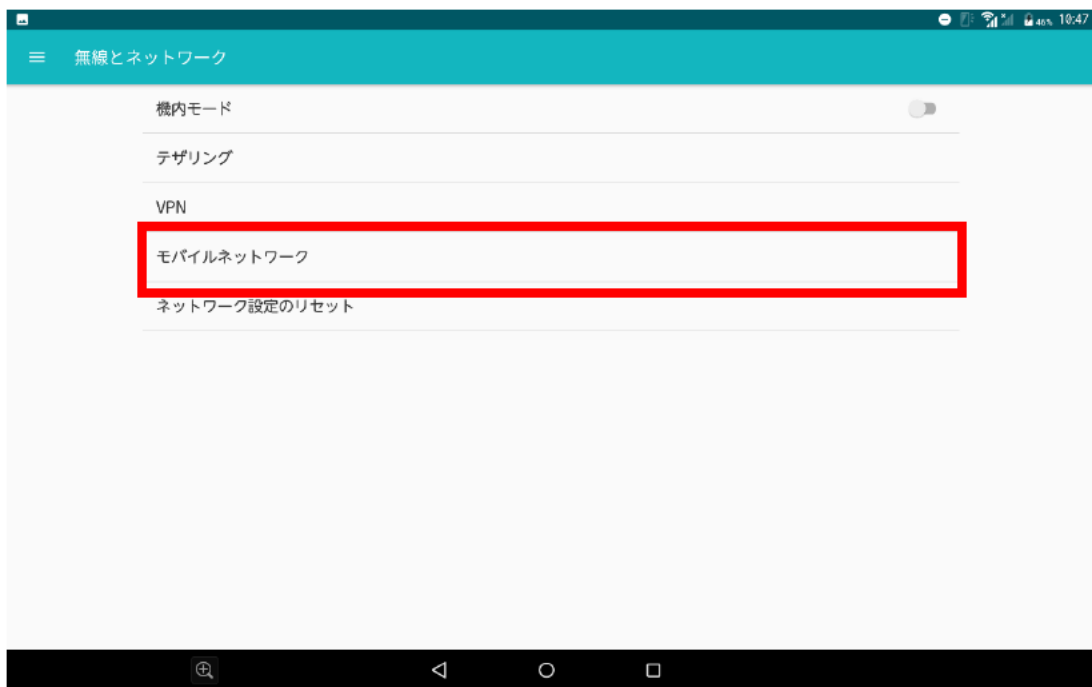 46% 10:47
無線とネットワーク
機内モード
テザリング
VPN
モバイルネットワーク
ネットワーク設定のリセット